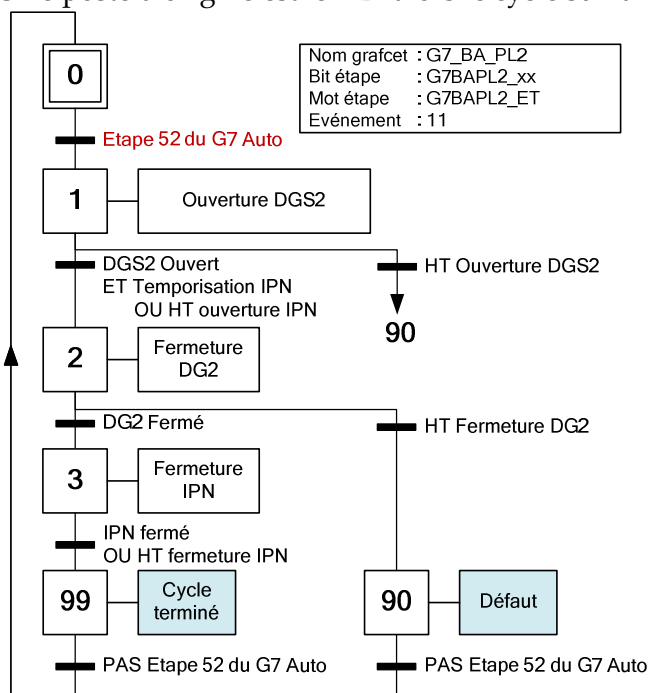 0
Nom grafcet : G7_BA_PL2
Bit étape : G7BAPL2_xx
Mot étape : G7BAPL2_ET
Evénement : 11
Etape 52 du G7 Auto
1
Ouverture DGS2
DGS2 Ouvert
ET Temporisation IPN
OU HT ouverture IPN
HT Ouverture DGS2
90
2
Fermeture
DG2
DG2 Fermé
HT Fermeture DG2
3
Fermeture
IPN
IPN fermé
OU HT fermeture IPN
99
Cycle
terminé
90
Défaut
PAS Etape 52 du G7 Auto
PAS Etape 52 du G7 Auto